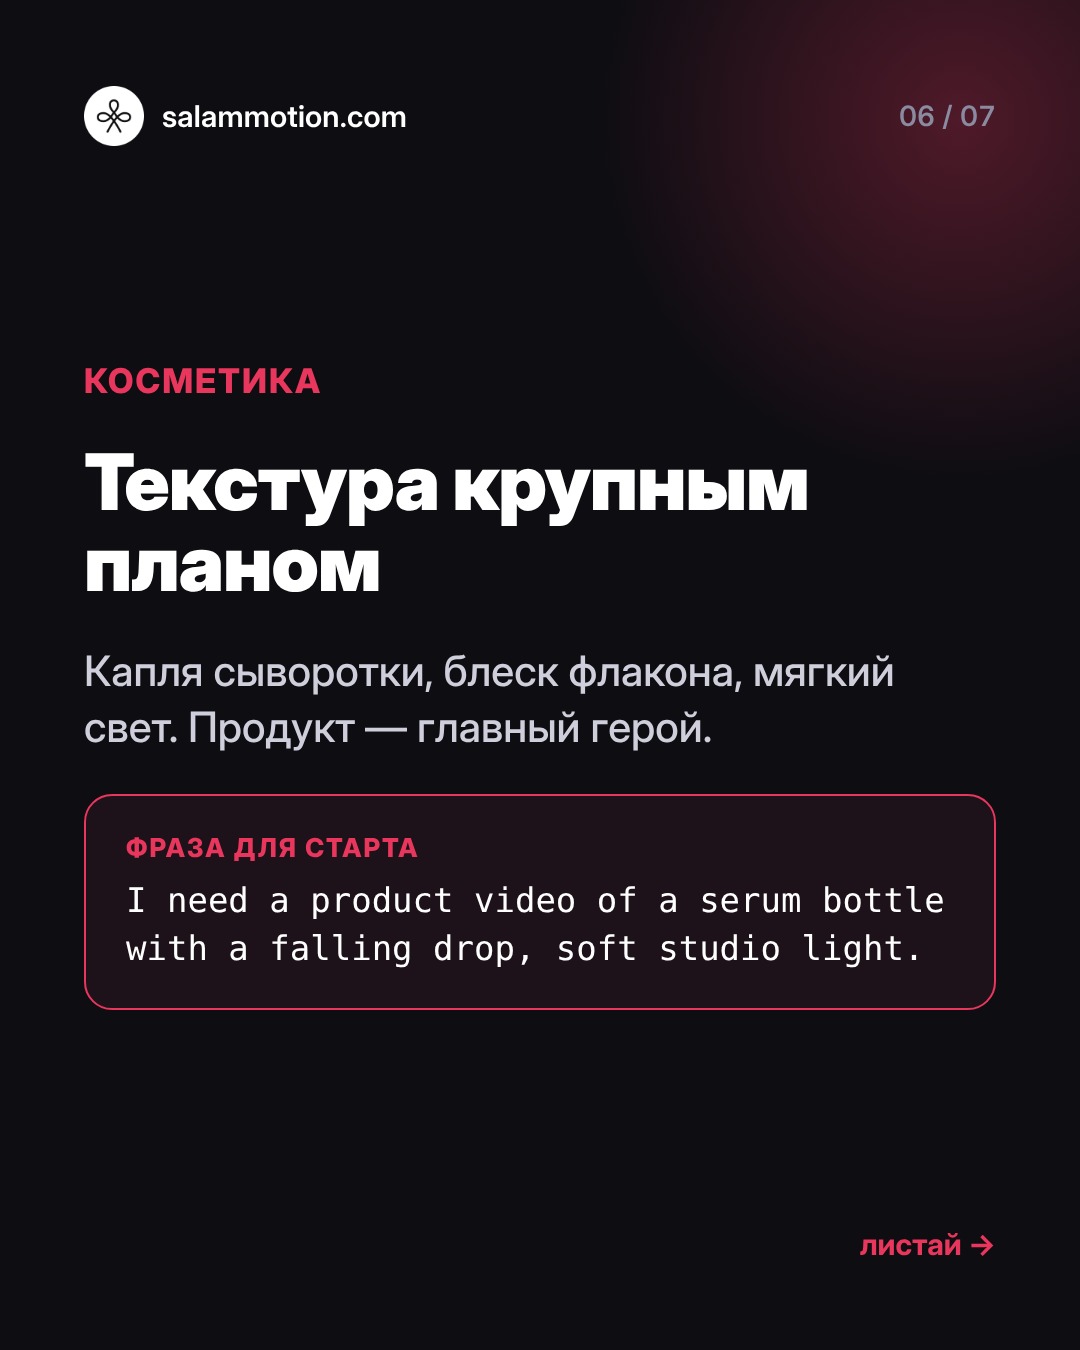 salammotion.com
06 / 07
КОСМЕТИКА
Текстура крупным
планом
Капля сыворотки, блеск флакона, мягкий
свет. Продукт — главный герой.
ФРАЗА ДЛЯ СТАРТА
I need a product video of a serum bottle
with a falling drop, soft studio light.
листай →